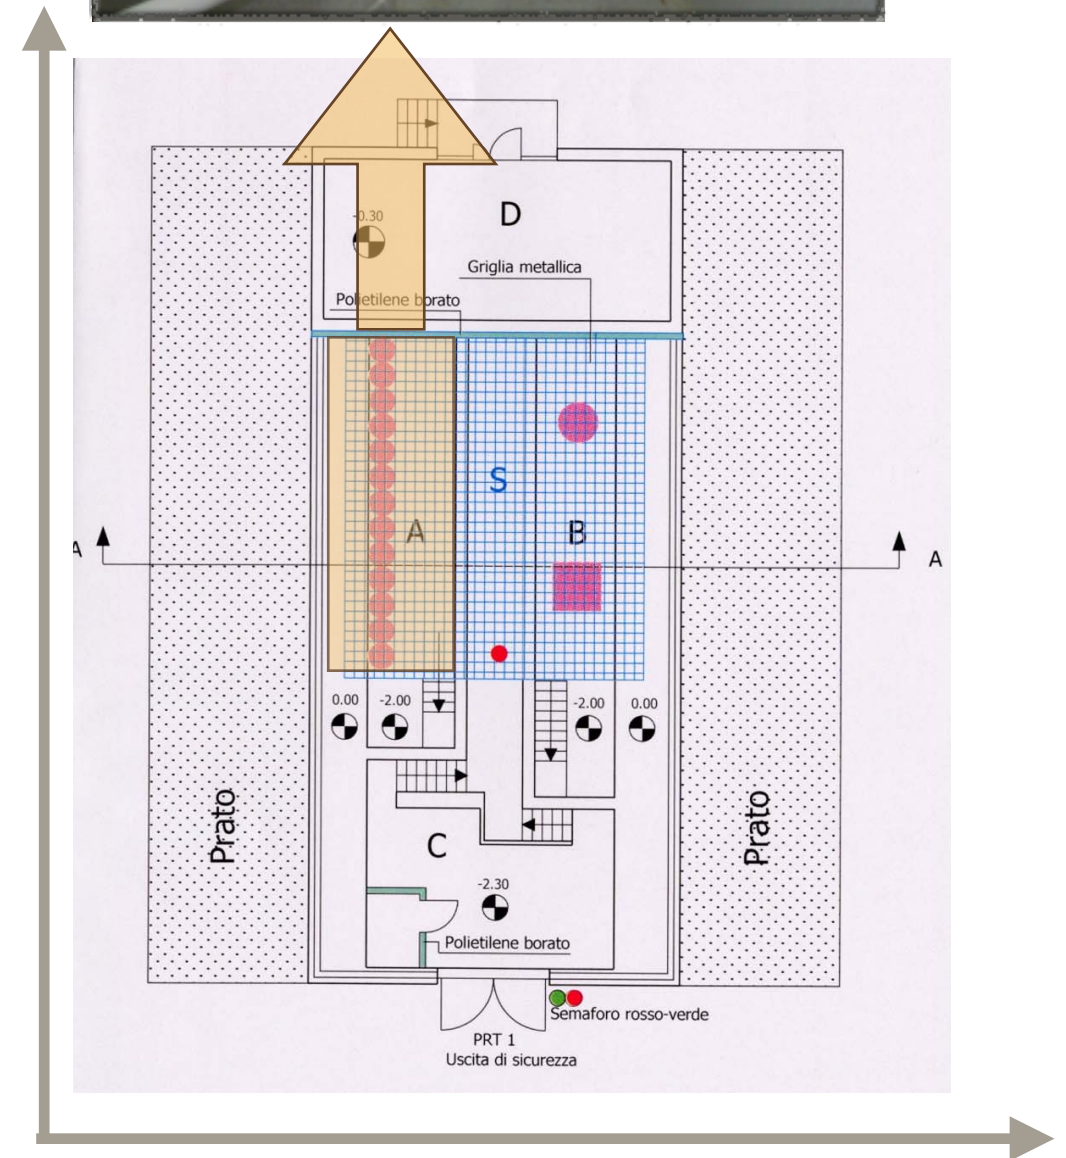 -0.30
D
Griglia metallica
Polietilene borato
S
A
B
A
A
0.00
-2.00
-2.00
0.00
Prato
Prato
C
-2.30
Polietilene borato
Semaforo rosso-verde
PRT 1
Uscita di sicurezza